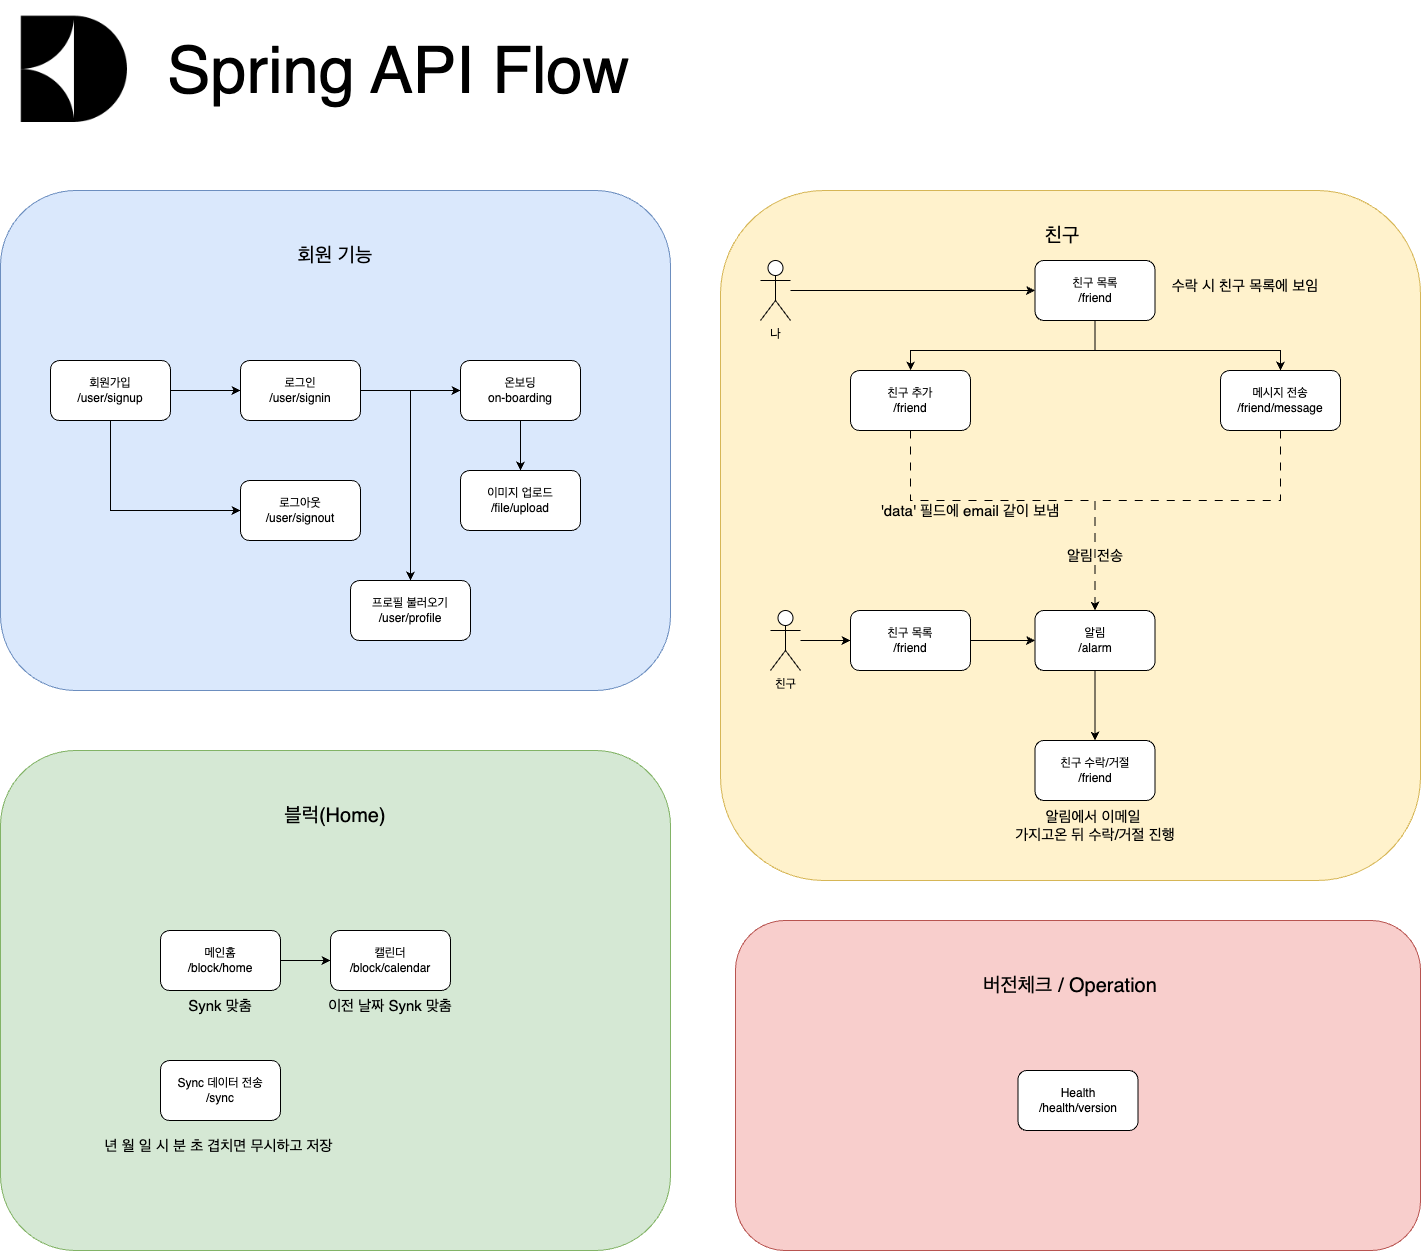 Spring API Flow
회원 기능
회원가입
/user/signup
로그인
/user/signin
온보딩
on-boarding
로그아웃
/user/signout
이미지 업로드
/file/upload
프로필 불러오기
/user/profile
친구
나
친구 목록
/friend
수락 시 친구 목록에 보임
친구 추가
/friend
메시지 전송
/friend/message
'data' 필드에 email 같이 보냄
알림 전송
친구
친구 목록
/friend
알림
/alarm
친구 수락/거절
/friend
알림에서 이메일
가지고온 뒤 수락/거절 진행
블럭(Home)
메인홈
/block/home
Synk 맞춤
캘린더
/block/calendar
이전 날짜 Synk 맞춤
Sync 데이터 전송
/sync
년 월 일 시 분 초 겹치면 무시하고 저장
버전체크 / Operation
Health
/health/version